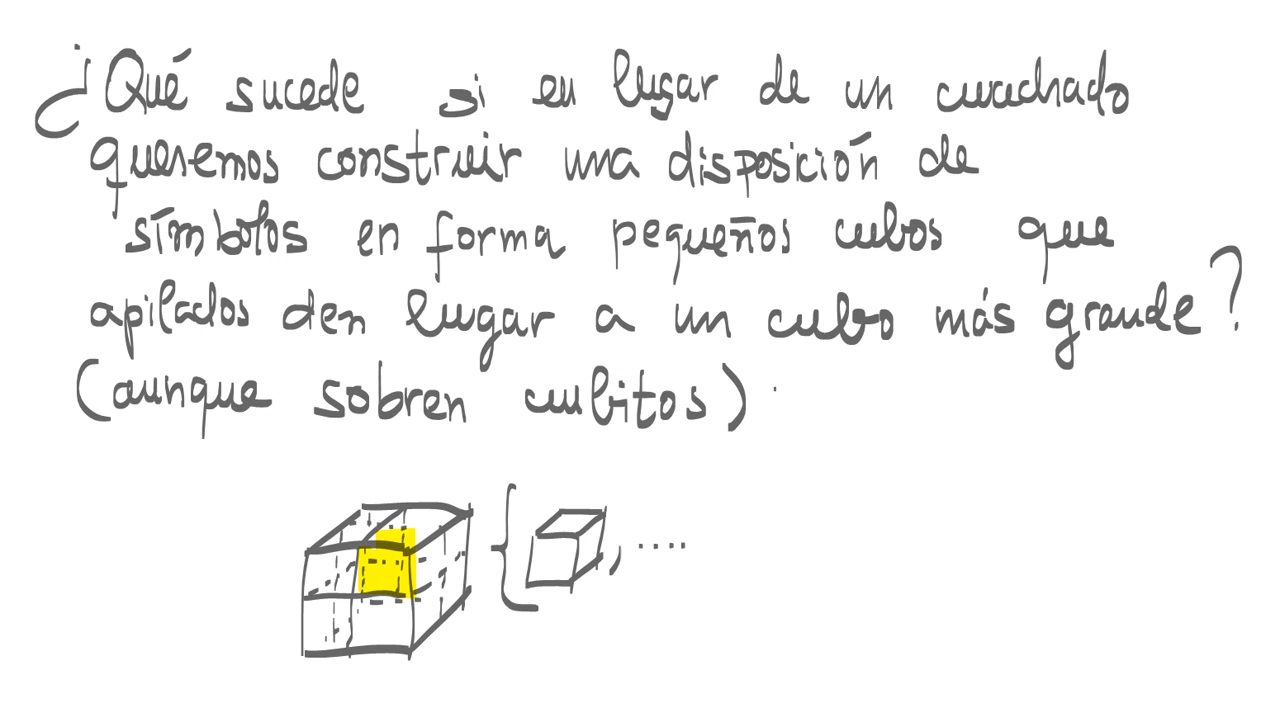 ¿Qué sucede si en lugar de un cuadrado
queremos construir una disposición de
símbolos en forma pequeños cubos que
apilados den lugar a un cubo más grande?
(aunque sobren cubitos)
, ....